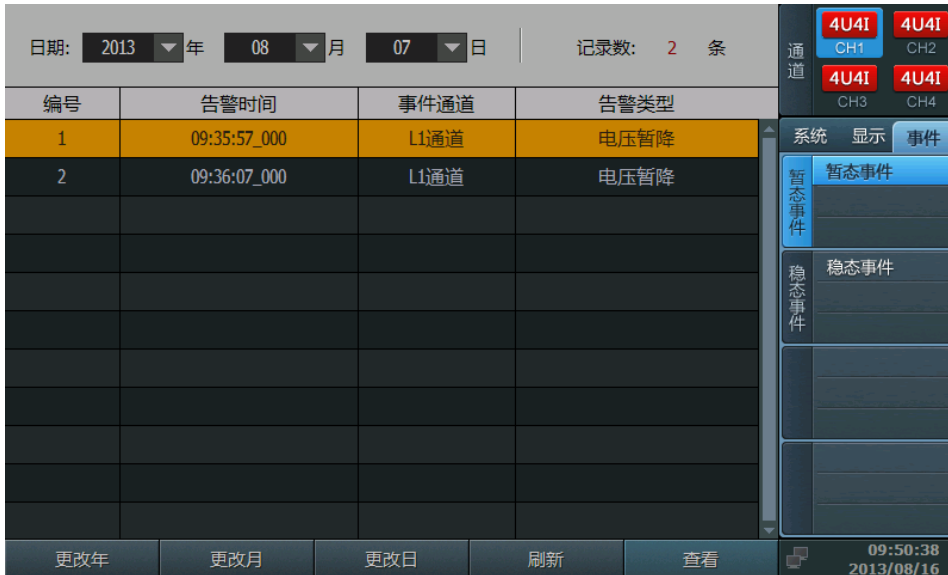 日期: 2013 年 08 月 07 日 记录数: 2 条
编号 告警时间 事件通道 告警类型
1 09:35:57_000 L1通道 电压暂降
2 09:36:07_000 L1通道 电压暂降
更改年 更改月 更改日 刷新 查看
通道
4U4I 4U4I
CH1 CH2
4U4I 4U4I
CH3 CH4
系统 显示 事件
暂态事件
暂态事件
稳态事件
稳态事件
09:50:38
2013/08/16